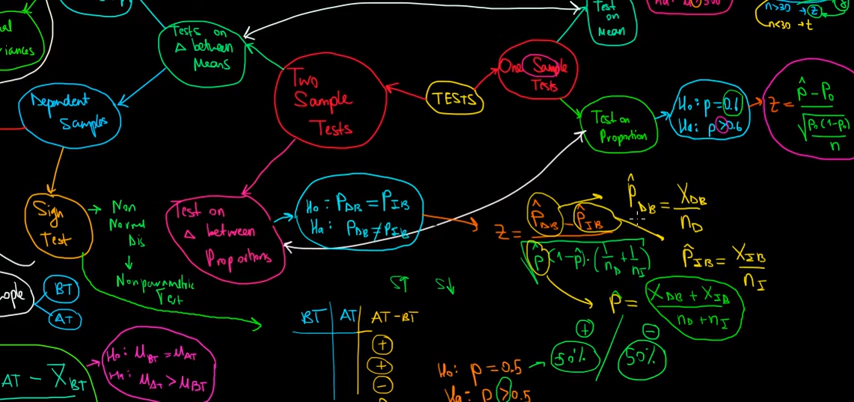 Tests on
Δ between
Means
Test
on
Mean
n<30 → t
ariances
Dependent
Samples
Two
Sample
Tests
TESTS
One Sample
Tests
Test on
Proportion
H₀: p = 0.6
Ha: p > 0.6
Z = p̂ - P₀
√ P₀(1-P₀)
n
Sign
Test
Non
Normal
Dis
Nonparametric
Test
Test on
Δ between
Proportions
H₀: P_DB = P_IB
Ha: P_DB ≠ P_IB
Z = p̂_DB - p̂_IB
√ p̂(1-p̂)·(1/n_D + 1/n_I)
p̂_DB = X_DB / n_D
p̂_IB = X_IB / n_I
p̂ = X_DB + X_IB
n_D + n_I
S↑ S↓
BT
AT
BT AT AT-BT
+
+
-
+ -
50% / 50%
H₀: p = 0.5
Ha: p > 0.5
H₀: μ_BT = μ_AT
Ha: μ_AT > μ_BT
AT - X̄_BT